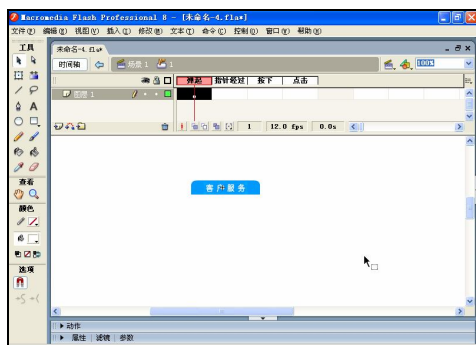 Macromedia Flash Professional 8 - [未命名-4.fla*]
文件(F) 编辑(E) 视图(V) 插入(I) 修改(M) 文本(T) 命令(C) 控制(O) 窗口(W) 帮助(H)
工具
未命名-4.fla*
时间轴 场景 1 1 100%
弹起 指针经过 按下 点击
图层 1
A
1 12.0 fps 0.0s
查看
客户服务
颜色
选项
动作
属性 滤镜 参数